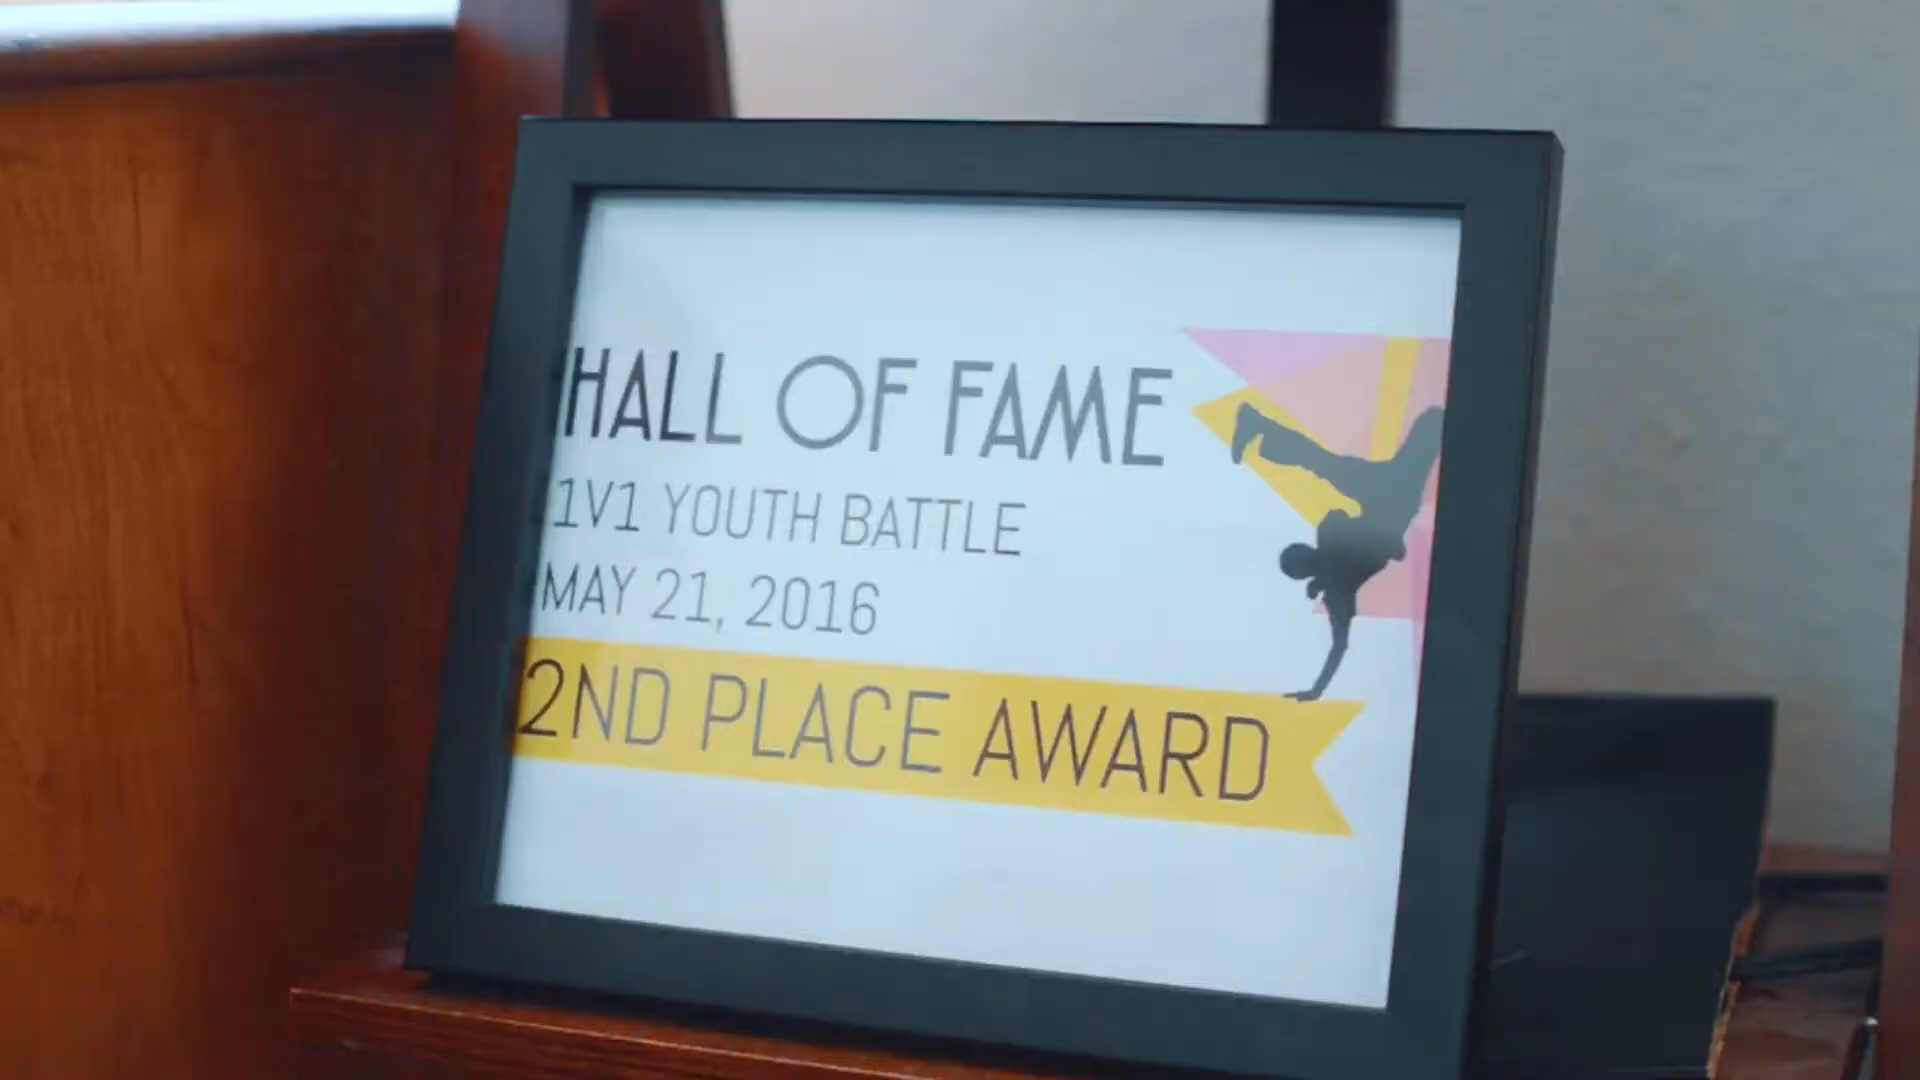 HALL OF FAME
1V1 YOUTH BATTLE
MAY 21, 2016
2ND PLACE AWARD